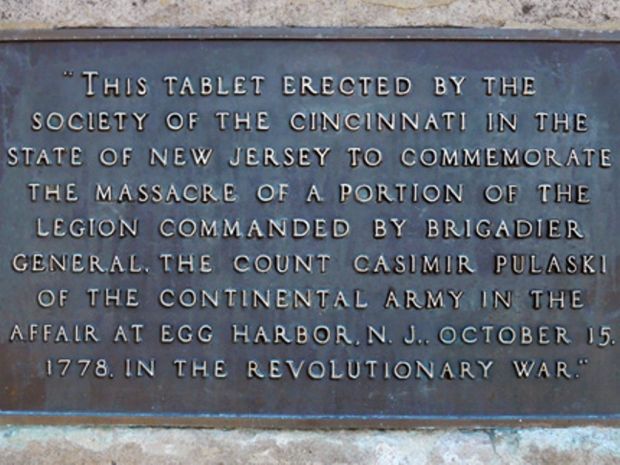 "THIS TABLET ERECTED BY THE
SOCIETY OF THE CINCINNATI IN THE
STATE OF NEW JERSEY TO COMMEMORATE
THE MASSACRE OF A PORTION OF THE
LEGION COMMANDED BY BRIGADIER
GENERAL, THE COUNT CASIMIR PULASKI
OF THE CONTINENTAL ARMY IN THE
AFFAIR AT EGG HARBOR, N. J., OCTOBER 15,
1778, IN THE REVOLUTIONARY WAR."